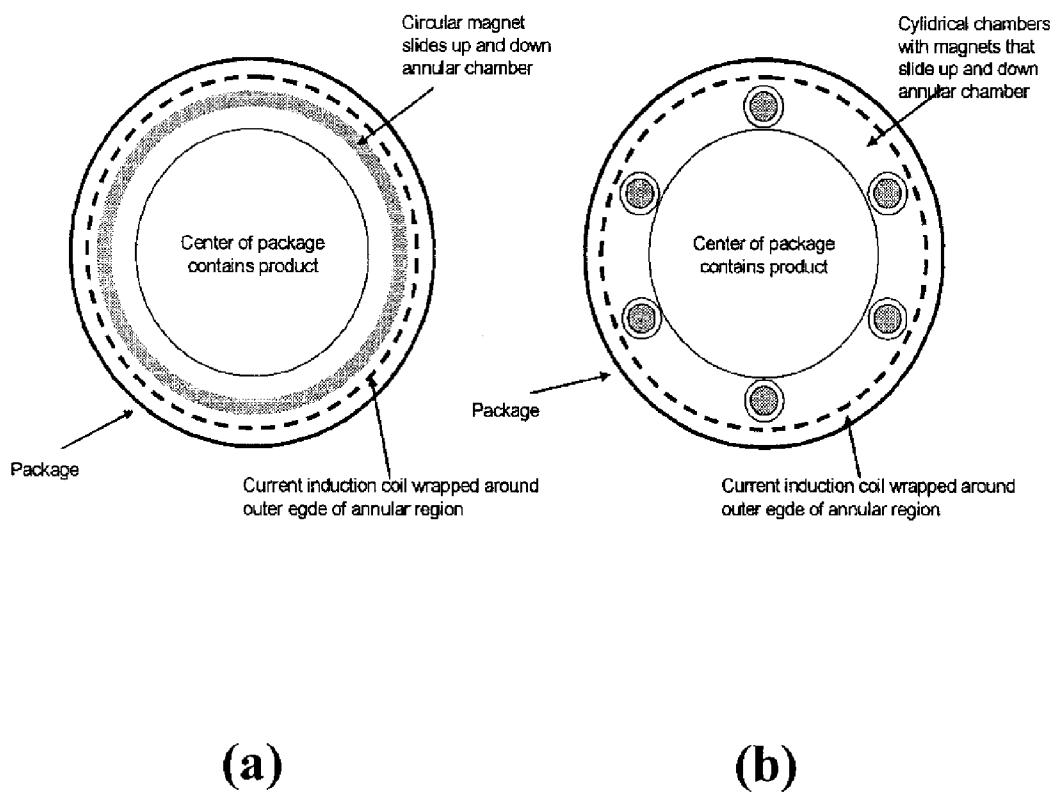 Circular magnet
slides up and down
annular chamber
Center of package
contains product
Package
Current induction coil wrapped around
outer egde of annular region
(a)
Cylidrical chambers
with magnets that
slide up and down
annular chamber
Center of package
contains product
Package
Current induction coil wrapped around
outer egde of annular region
(b)